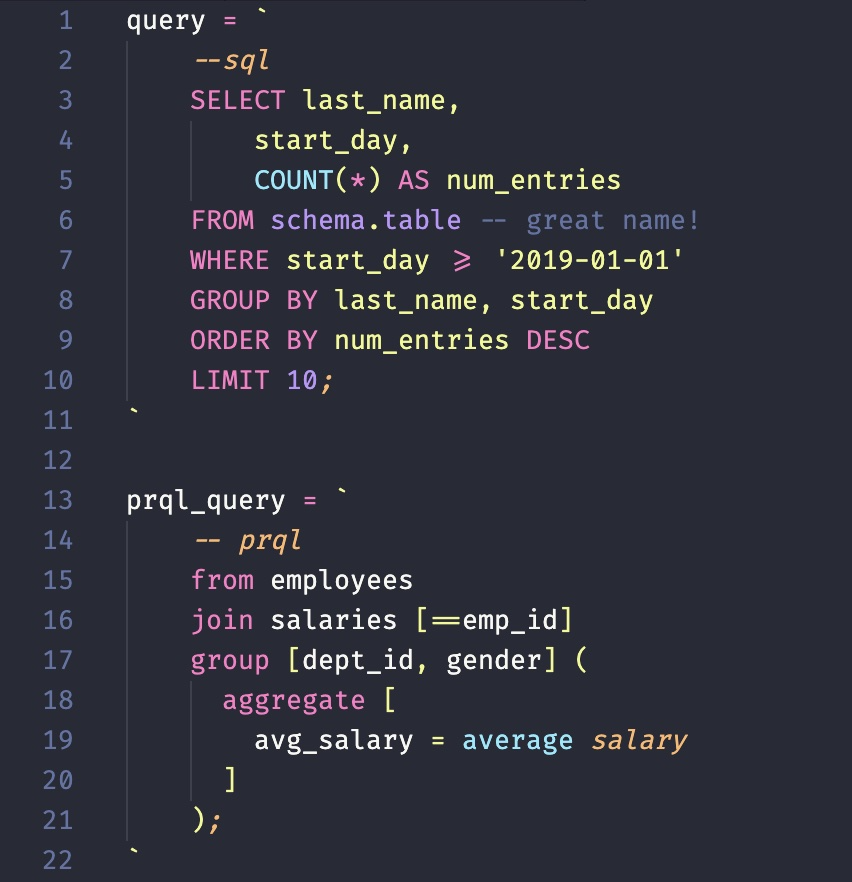 1 query = `
2 --sql
3 SELECT last_name,
4 start_day,
5 COUNT(*) AS num_entries
6 FROM schema.table -- great name!
7 WHERE start_day >= '2019-01-01'
8 GROUP BY last_name, start_day
9 ORDER BY num_entries DESC
10 LIMIT 10;
11 `
12
13 prql_query = `
14 -- prql
15 from employees
16 join salaries [==emp_id]
17 group [dept_id, gender] (
18 aggregate [
19 avg_salary = average salary
20 ]
21 );
22 `